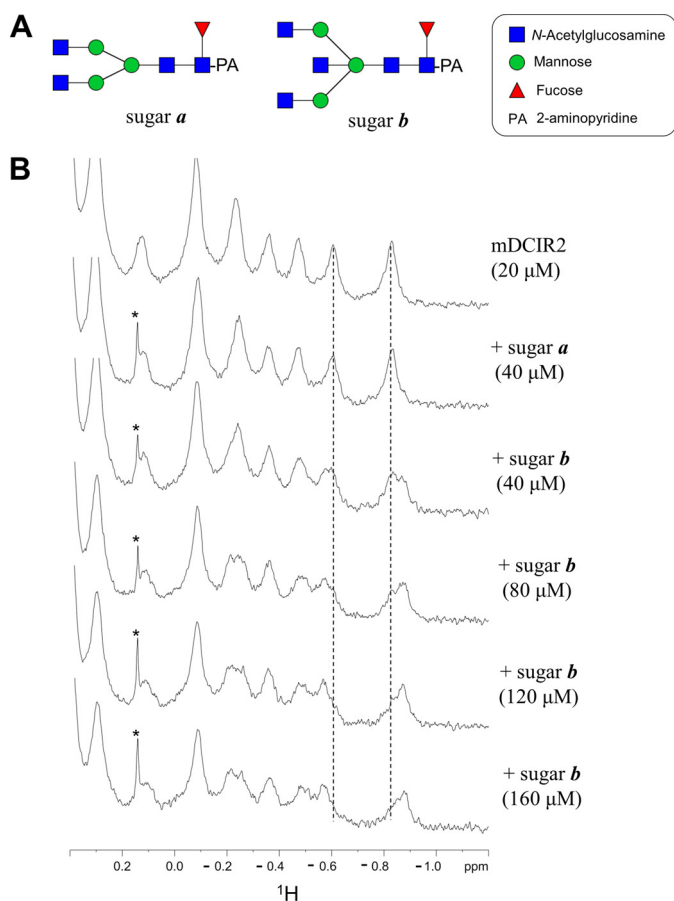 A
-PA
sugar a
-PA
sugar b
N-Acetylglucosamine
Mannose
Fucose
PA 2-aminopyridine
B
mDCIR2
(20 μM)
*
+ sugar a
(40 μM)
*
+ sugar b
(40 μM)
*
+ sugar b
(80 μM)
*
+ sugar b
(120 μM)
*
+ sugar b
(160 μM)
0.2 0.0 - 0.2 - 0.4 - 0.6 - 0.8 - 1.0 ppm
¹H